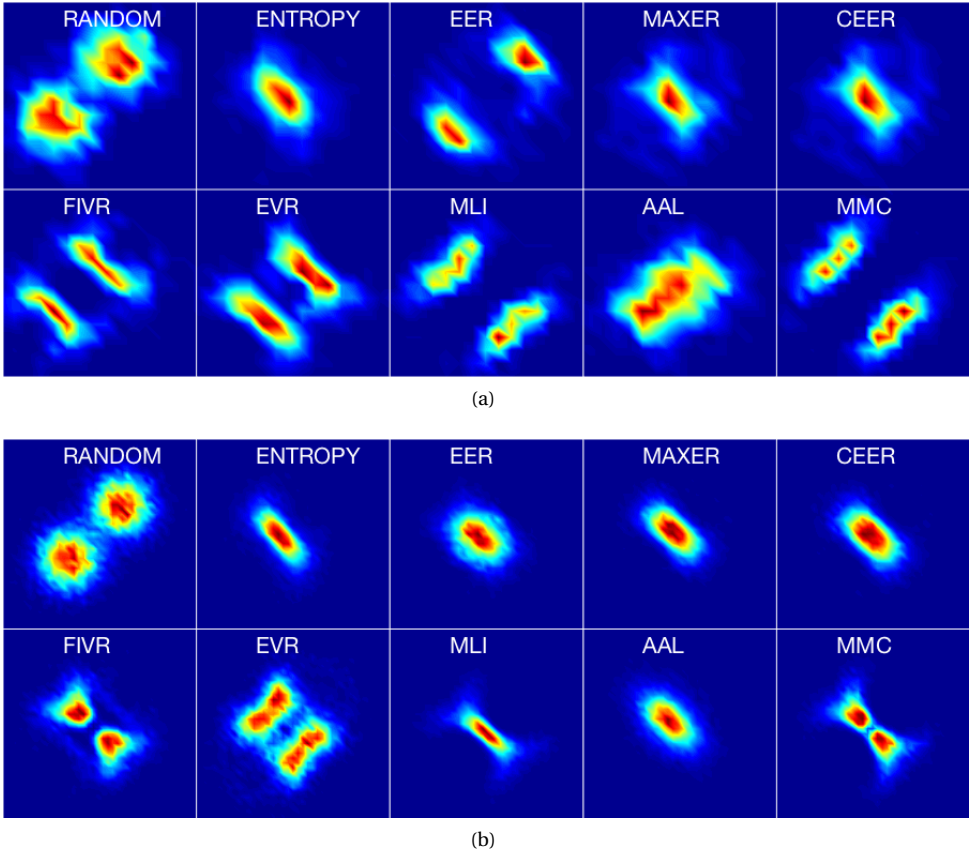 RANDOM ENTROPY EER MAXER CEER
FIVR EVR MLI AAL MMC
(a)
RANDOM ENTROPY EER MAXER CEER
FIVR EVR MLI AAL MMC
(b)